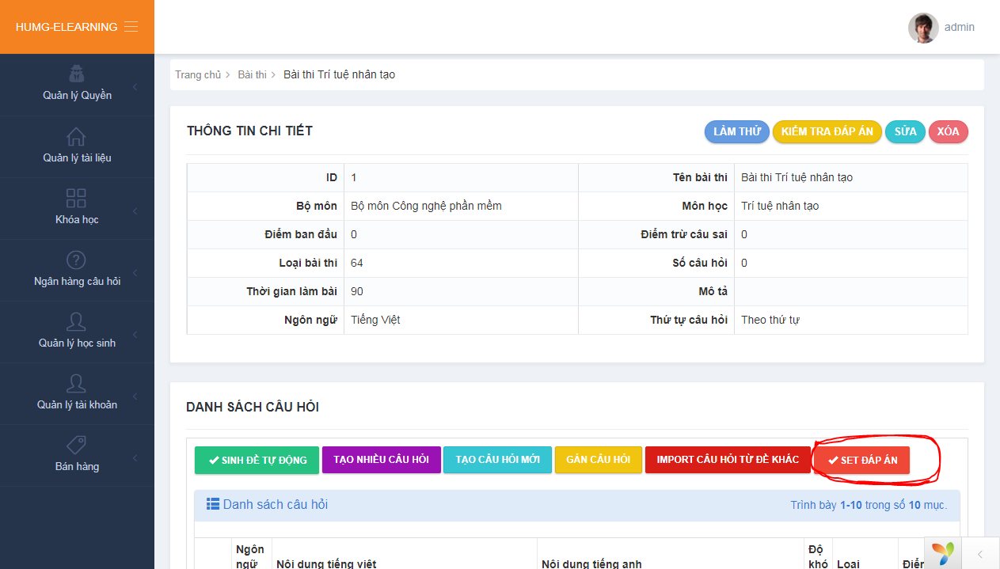 HUMG-ELEARNING
admin
Quản lý Quyền
Quản lý tài liệu
Khóa học
Ngân hàng câu hỏi
Quản lý học sinh
Quản lý tài khoản
Bán hàng
Trang chủ > Bài thi > Bài thi Trí tuệ nhân tạo
THÔNG TIN CHI TIẾT
LÀM THỬ KIỂM TRA ĐÁP ÁN SỬA XÓA
ID 1 Tên bài thi Bài thi Trí tuệ nhân tạo
Bộ môn Bộ môn Công nghệ phần mềm Môn học Trí tuệ nhân tạo
Điểm ban đầu 0 Điểm trừ câu sai 0
Loại bài thi 64 Số câu hỏi 0
Thời gian làm bài 90 Mô tả
Ngôn ngữ Tiếng Việt Thứ tự câu hỏi Theo thứ tự
DANH SÁCH CÂU HỎI
SINH ĐỀ TỰ ĐỘNG TẠO NHIỀU CÂU HỎI TẠO CÂU HỎI MỚI GÁN CÂU HỎI IMPORT CÂU HỎI TỪ ĐỀ KHÁC SET ĐÁP ÁN
Danh sách câu hỏi Trình bày 1-10 trong số 10 mục.
Ngôn Độ
ngữ Nội dung tiếng việt Nội dung tiếng anh khó Loại